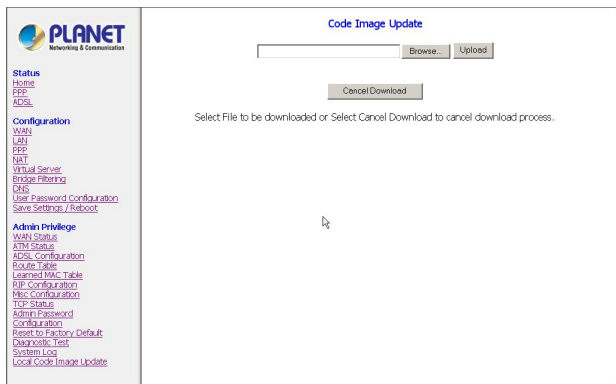 PLANET
Networking & Communication
Status
Home
PPP
ADSL
Configuration
WAN
LAN
PPP
NAT
Virtual Server
Bridge Filtering
DNS
User Password Configuration
Save Settings / Reboot
Admin Privilege
WAN Status
ATM Status
ADSL Configuration
Route Table
Learned MAC Table
RIP Configuration
Misc Configuration
TCP Status
Admin Password
Configuration
Reset to Factory Default
Diagnostic Test
System Log
Local Code Image Update
Code Image Update
Browse... Upload
Cancel Download
Select File to be downloaded or Select Cancel Download to cancel download process.